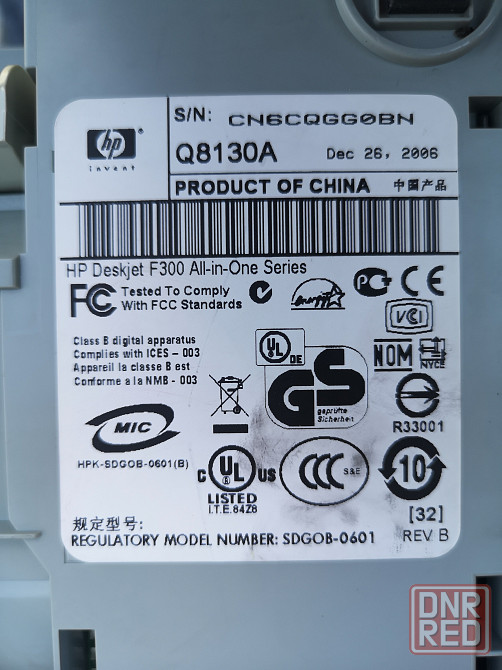 S/N: CN6CQGG0BN
hp
invent
Q8130A Dec 26, 2006
PRODUCT OF CHINA 中国产品
HP Deskjet F300 All-in-One Series
FC Tested To Comply
With FCC Standards
energy
PC CE
VCI
Class B digital apparatus
Complies with ICES - 003
Appareil la classe B est
Conforme a la NMB - 003
UL DE
NOM NYCE
GS
geprüfte
Sicherheit
R33001
MIC
HPK-SDGOB-0601(B)
C UL US
LISTED
I.T.E.84Z8
CCC S&E
10
[32]
规定型号:
REGULATORY MODEL NUMBER: SDGOB-0601 REV B
DNR
RED